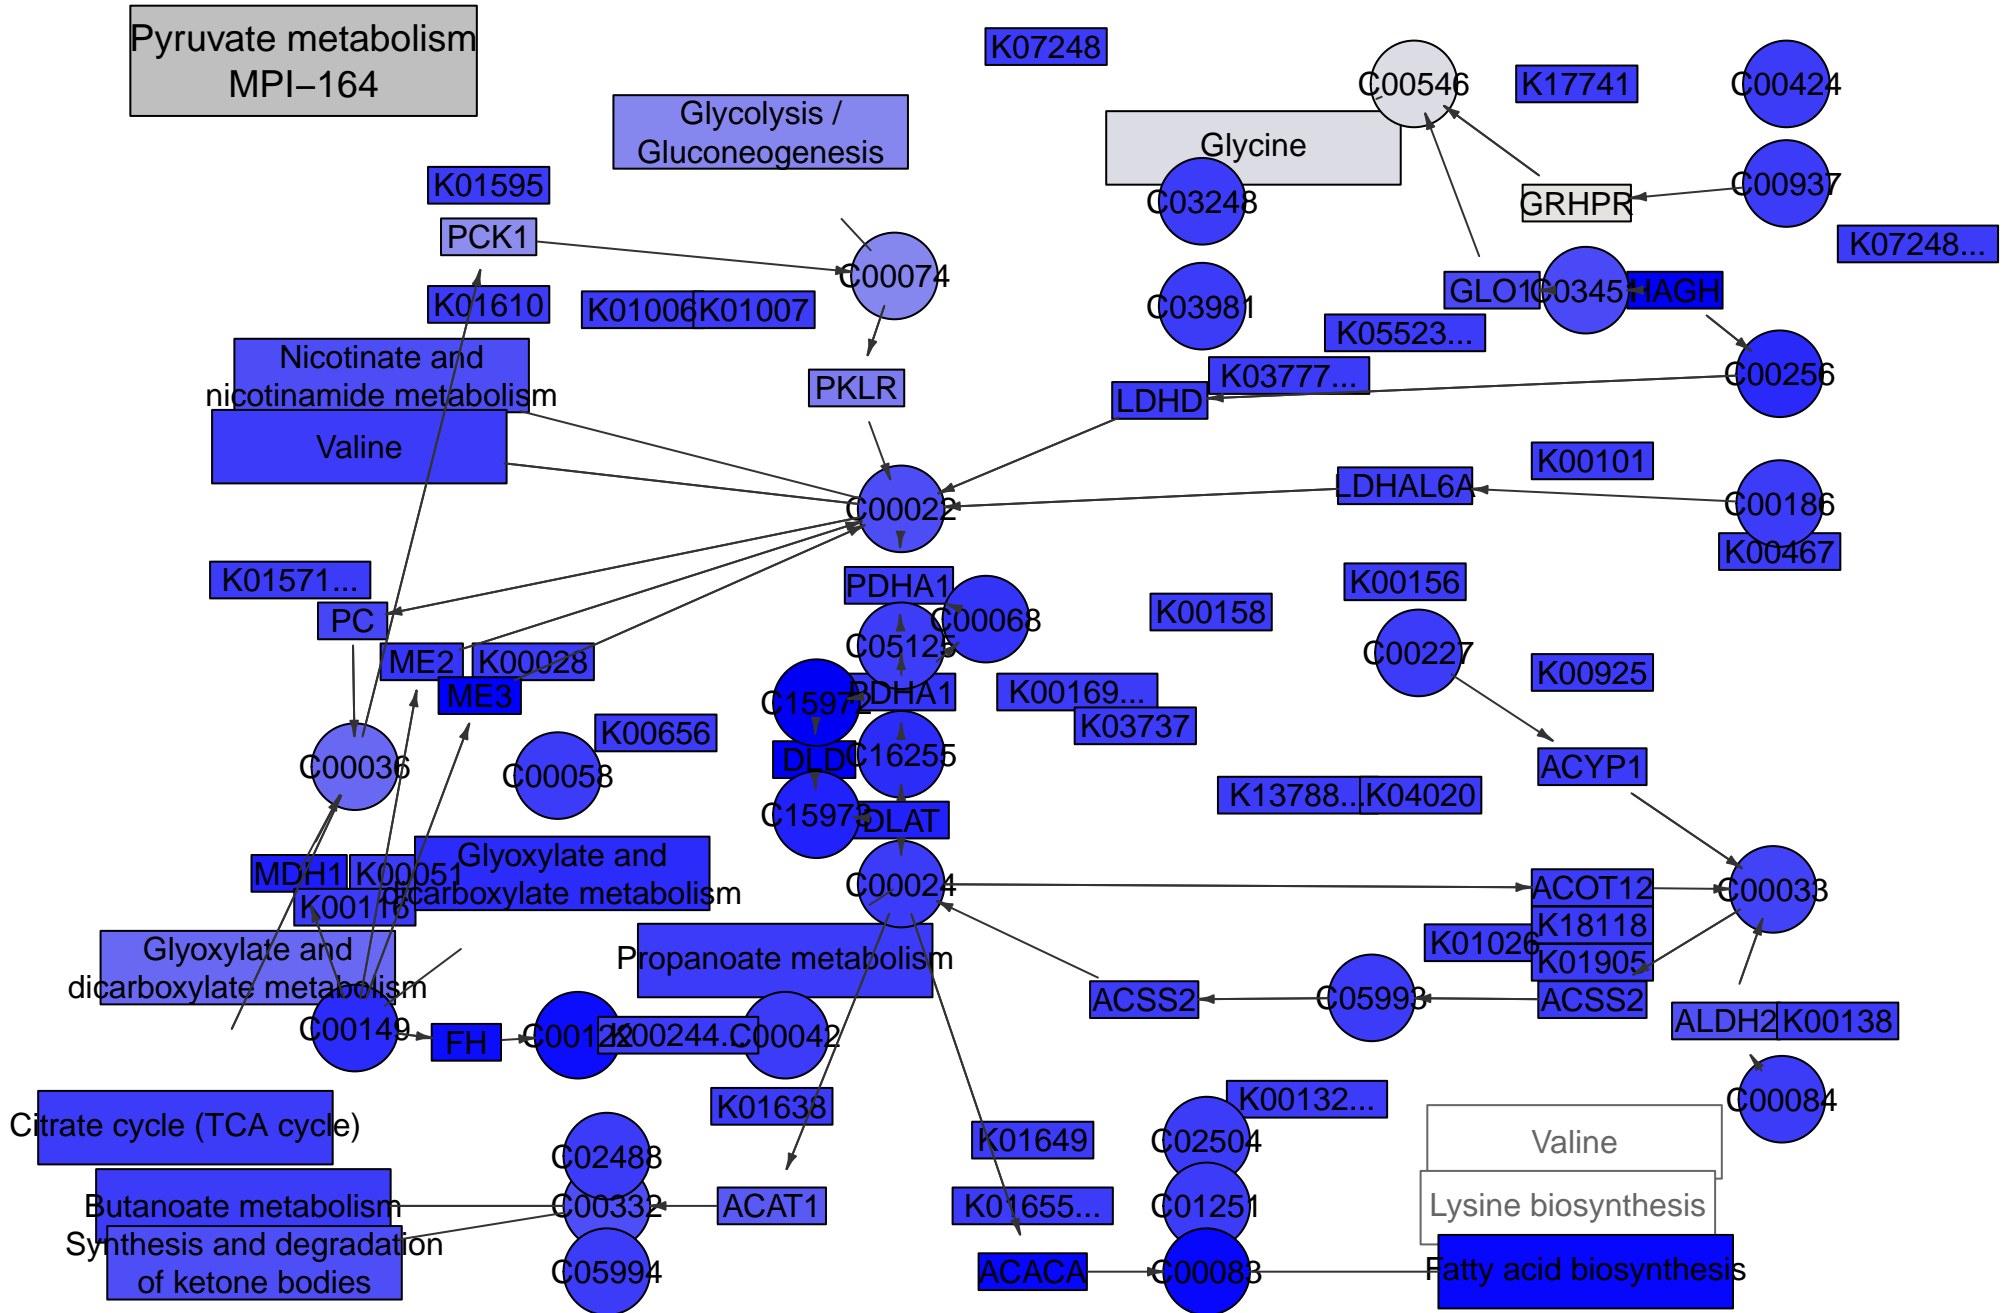 Pyruvate metabolism
MPI−164
K07248
C00546
K17741
C00424
Glycolysis /
Gluconeogenesis
Glycine
K01595
C03248
GRHPR
C00937
PCK1
K07248...
C00074
K01610
K01006
K01007
C03981
GLO1
C03451
HAGH
K05523...
Nicotinate and
nicotinamide metabolism
PKLR
K03777...
LDHD
C00256
Valine
K00101
LDHAL6A
C00186
C00022
K00467
K01571...
PDHA1
K00156
PC
C00068
K00158
C05125
C00227
ME2
K00028
K00925
ME3
C15972
PDHA1
K00169...
K03737
K00656
C00036
C00058
DLD
C16255
ACYP1
K13788...
K04020
C15973
DLAT
MDH1
K00051
Glyoxylate and
dicarboxylate metabolism
K00116
C00024
ACOT12
C00033
K18118
K01026
K01905
Glyoxylate and
dicarboxylate metabolism
Propanoate metabolism
ACSS2
C05993
ACSS2
ALDH2
K00138
C00149
FH
C00122
K00244...
C00042
K01638
K00132...
C00084
Citrate cycle (TCA cycle)
C02488
K01649
C02504
Valine
Butanoate metabolism
C00332
ACAT1
K01655...
C01251
Lysine biosynthesis
Synthesis and degradation
of ketone bodies
C05994
ACACA
C00083
Fatty acid biosynthesis